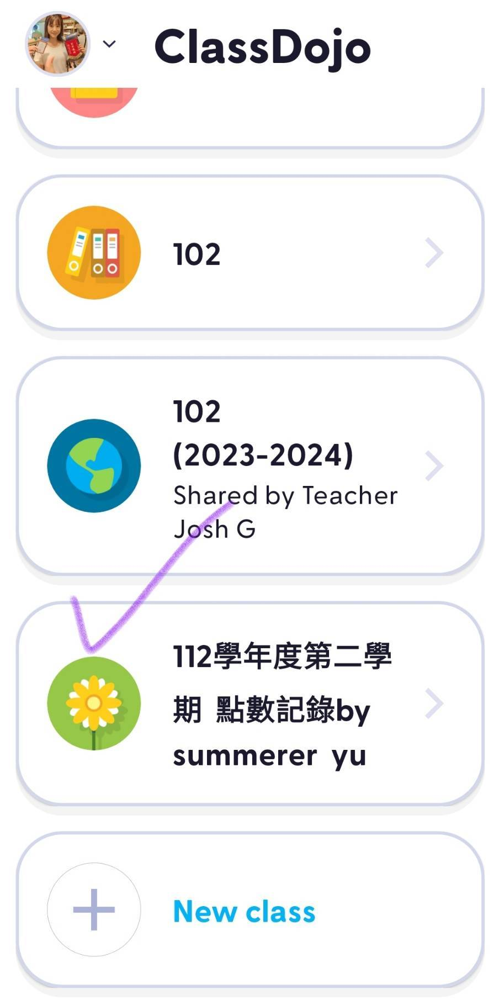 ClassDojo
102
102
(2023-2024)
Shared by Teacher
Josh G
112學年度第二學
期 點數記錄by
summerer yu
New class